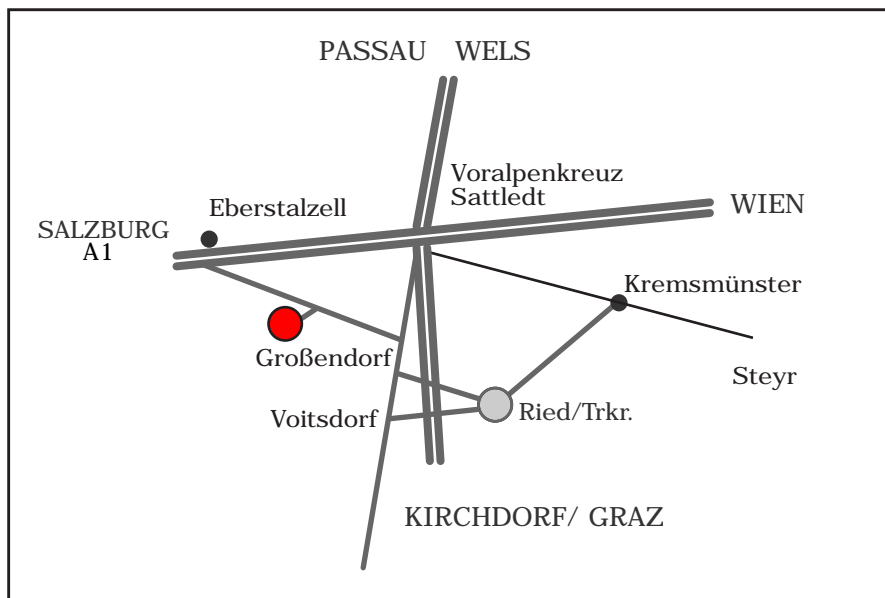 PASSAU WELS
Voralpenkreuz
Sattledt
Eberstalzell
WIEN
SALZBURG
A1
Kremsmünster
Großendorf
Steyr
Voitsdorf
Ried/Trkr.
KIRCHDORF/ GRAZ